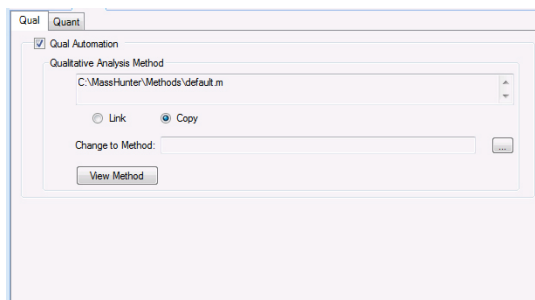 Qual Quant
Qual Automation
Qualitative Analysis Method
C:\MassHunter\Methods\default.m
Link Copy
Change to Method: ...
View Method